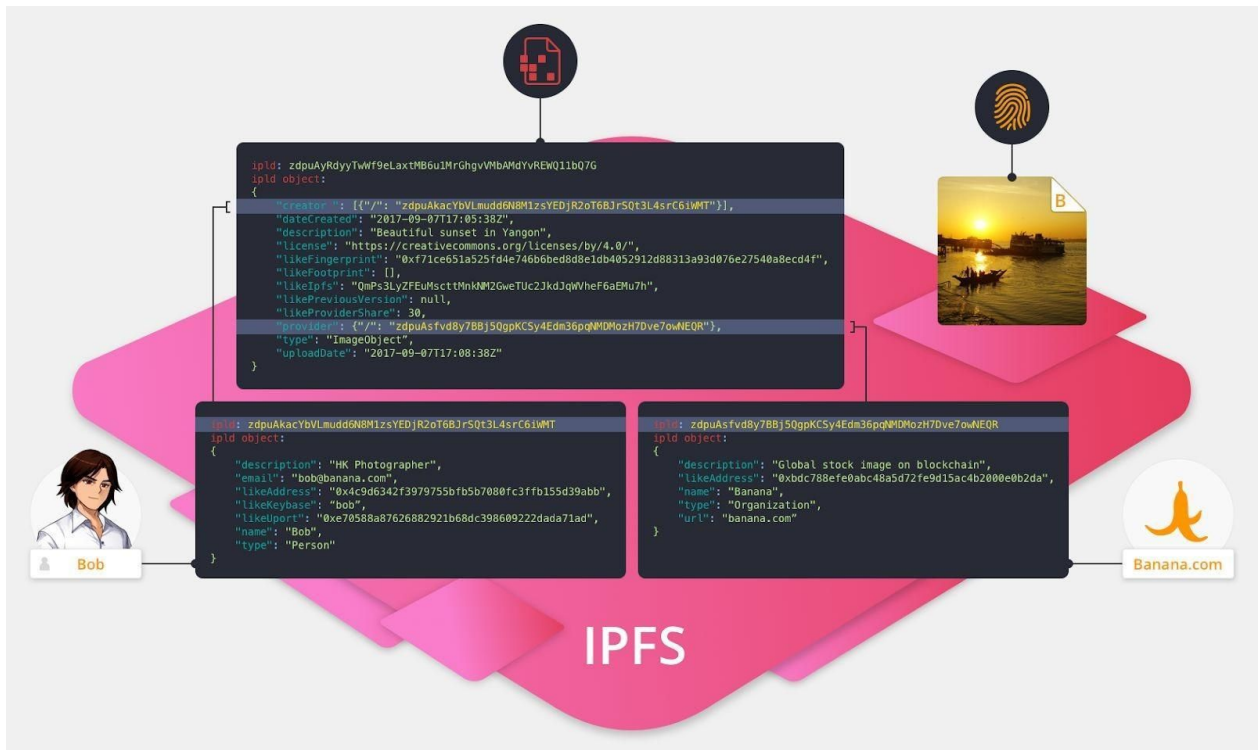 ipld: zdpuAyRdyyTwWf9eLaxtMB6u1MrGhgvVMbAMdYvREWQ11bQ7G
ipld object:
{
"creator ": [{"/": "zdpuAkacYbVLmudd6N8M1zsYEDjR2oT6BJrSQt3L4srC6iWMT"}],
"dateCreated": "2017-09-07T17:05:38Z",
"description": "Beautiful sunset in Yangon",
"license": "https://creativecommons.org/licenses/by/4.0/",
"likeFingerprint": "0xf71ce651a525fd4e746b6bed8d8e1db4052912d88313a93d076e27540a8ecd4f",
"likeFootprint": [],
"likeIpfs": "QmPs3LyZFEuMscttMnkNM2GweTUc2JkdJqWVheF6aEMu7h",
"likePreviousVersion": null,
"likeProviderShare": 30,
"provider": {"/": "zdpuAsfvd8y7BBj5QgpKCSy4Edm36pqNMDMozH7Dve7owNEQR"},
"type": "ImageObject",
"uploadDate": "2017-09-07T17:08:38Z"
}
B
ipld: zdpuAkacYbVLmudd6N8M1zsYEDjR2oT6BJrSQt3L4srC6iWMT
ipld object:
{
"description": "HK Photographer",
"email": "bob@banana.com",
"likeAddress": "0x4c9d6342f3979755bfb5b7080fc3ffb155d39abb",
"likeKeybase": "bob",
"likeUport": "0xe70588a87626882921b68dc398609222dada71ad",
"name": "Bob",
"type": "Person"
}
Bob
ipld: zdpuAsfvd8y7BBj5QgpKCSy4Edm36pqNMDMozH7Dve7owNEQR
ipld object:
{
"description": "Global stock image on blockchain",
"likeAddress": "0xbdc788efe0abc48a5d72fe9d15ac4b2000e0b2da",
"name": "Banana",
"type": "Organization",
"url": "banana.com"
}
Banana.com
IPFS